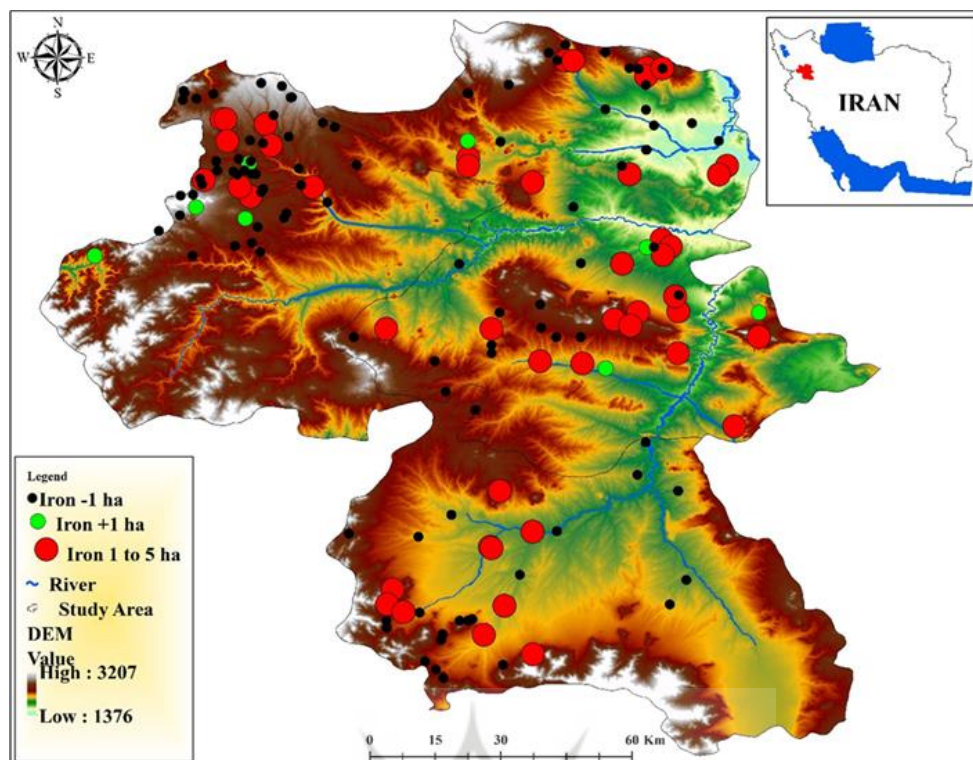 N
W E
S
IRAN
Legend
Iron -1 ha
Iron +1 ha
Iron 1 to 5 ha
River
Study Area
DEM
Value
High : 3207
Low : 1376
0 15 30 60 Km